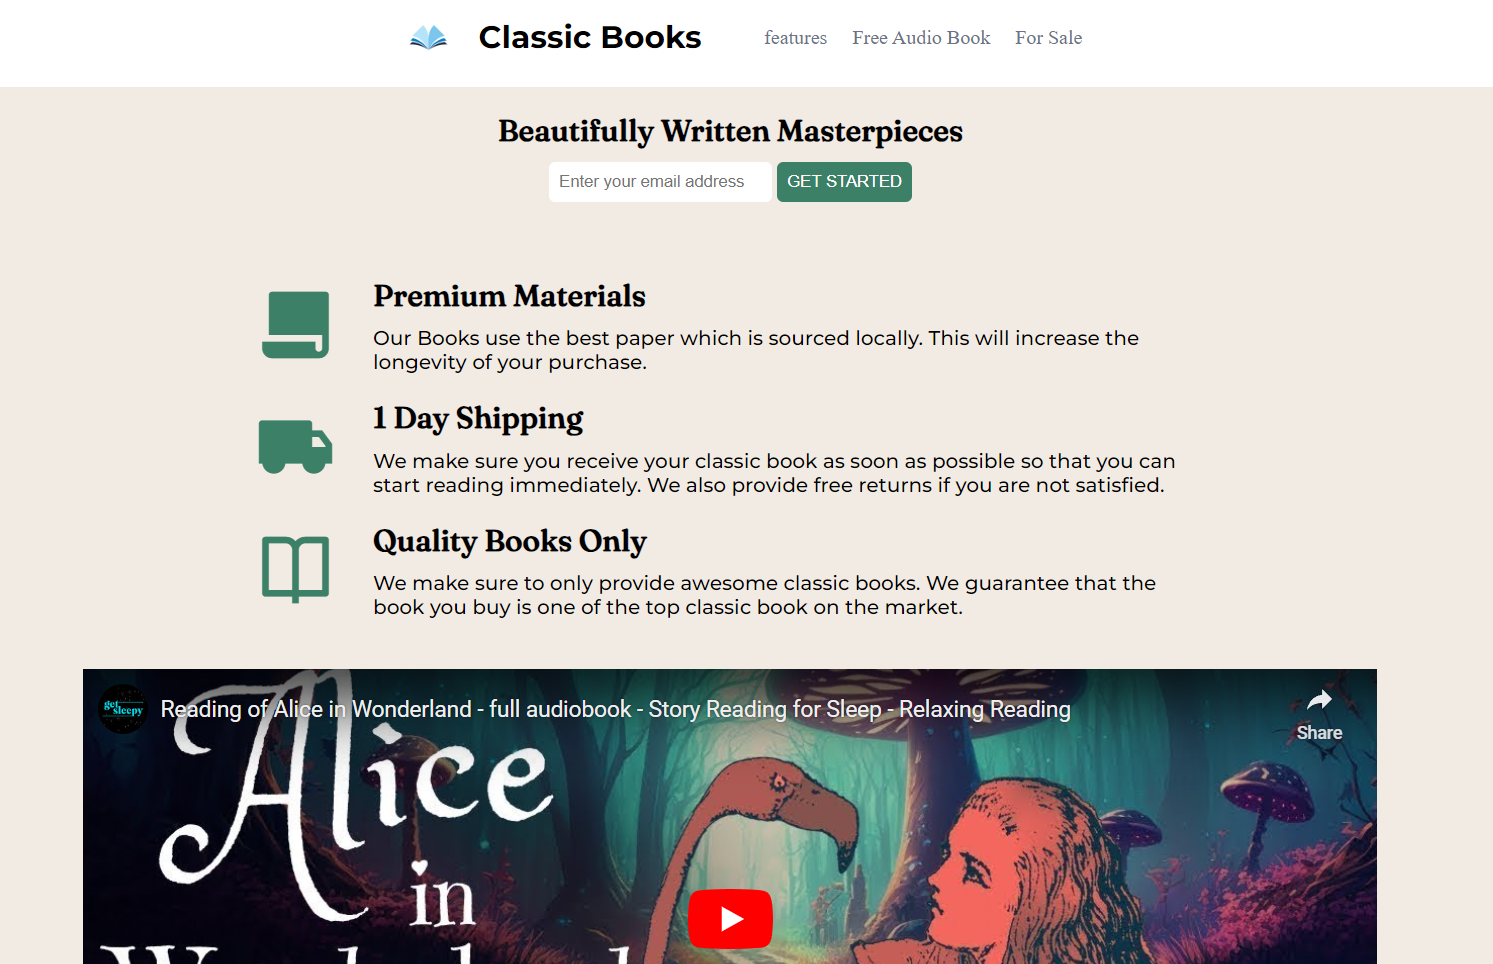 Classic Books
features Free Audio Book For Sale
Beautifully Written Masterpieces
Enter your email address GET STARTED
Premium Materials
Our Books use the best paper which is sourced locally. This will increase the
longevity of your purchase.
1 Day Shipping
We make sure you receive your classic book as soon as possible so that you can
start reading immediately. We also provide free returns if you are not satisfied.
Quality Books Only
We make sure to only provide awesome classic books. We guarantee that the
book you buy is one of the top classic book on the market.
get
sleepy
Reading of Alice in Wonderland - full audiobook - Story Reading for Sleep - Relaxing Reading
Share
Alice
in